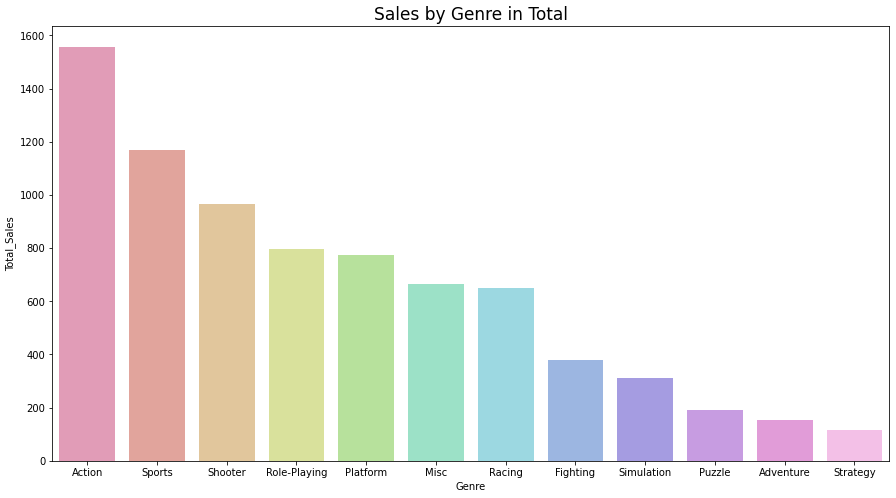 Sales by Genre in Total
Total_Sales
1600
1400
1200
1000
800
600
400
200
0
Action Sports Shooter Role-Playing Platform Misc Racing Fighting Simulation Puzzle Adventure Strategy
Genre